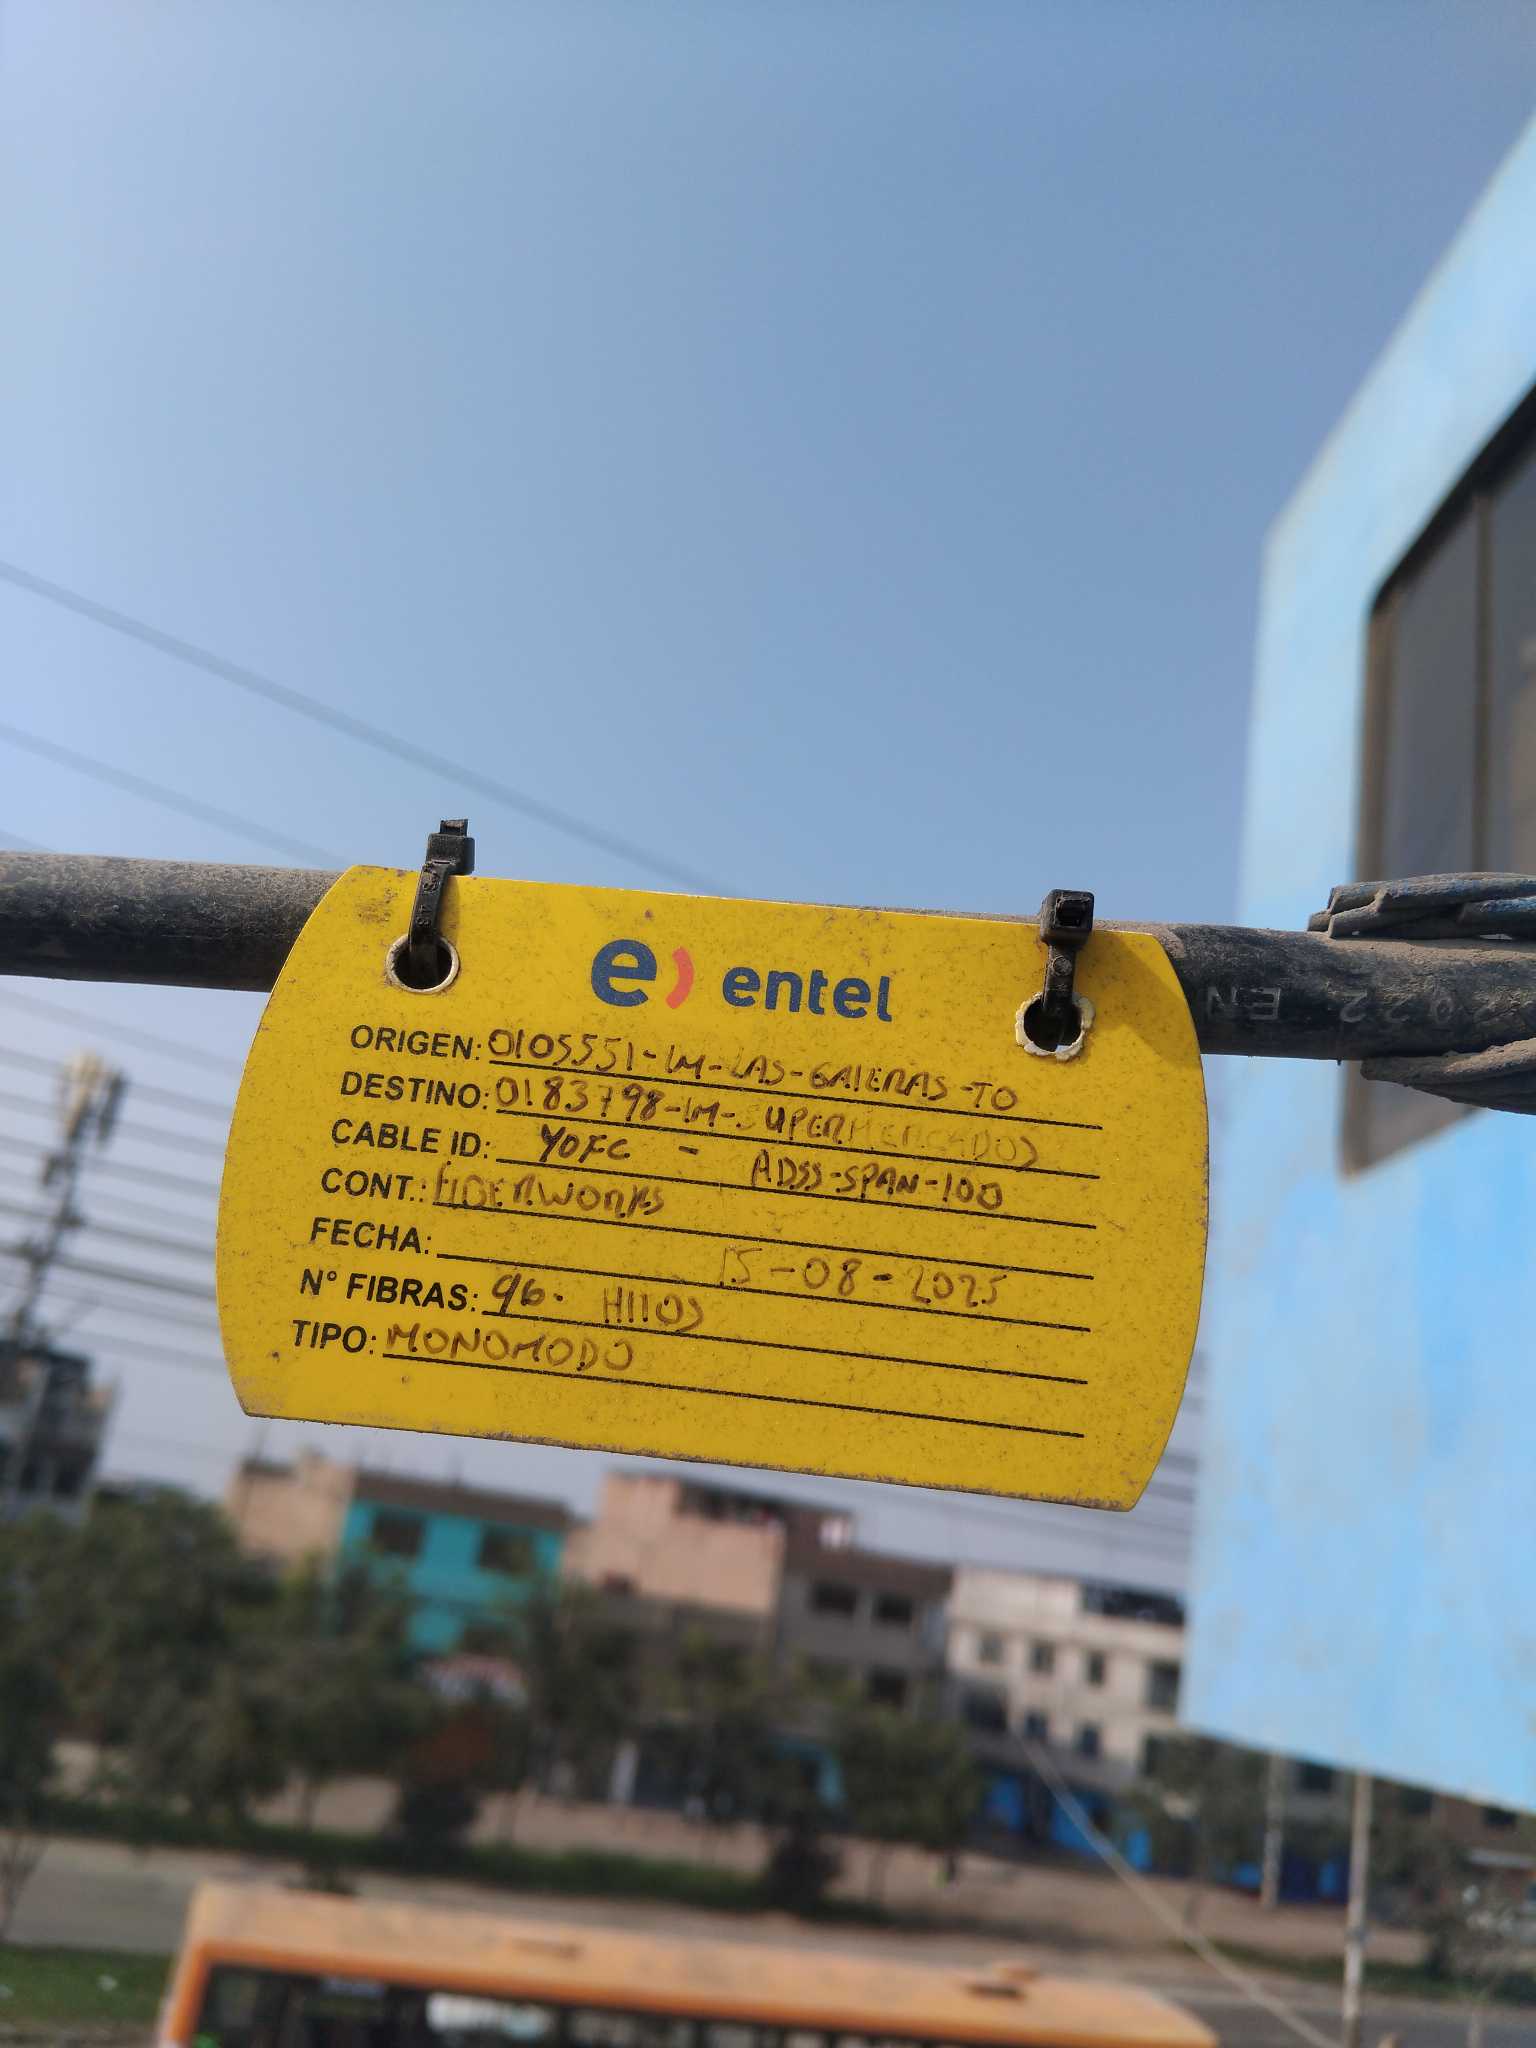 e) entel
ORIGEN: 0105551-LM-LAS-GALERAS-TO
DESTINO: 0183798-LM-SUPERMERCADOS
CABLE ID: YOFC - ADSS-SPAN-100
CONT.: FIBERWORKS
FECHA: 15-08-2025
N° FIBRAS: 96. HILOS
TIPO: MONOMODO